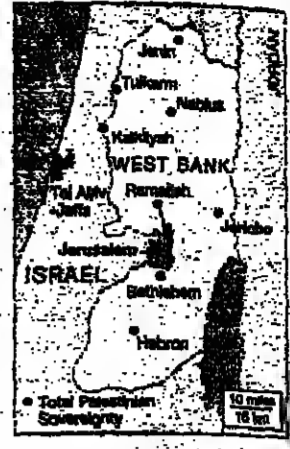 Jenin
Tulkarm
Nablus
Kalkilyah
WEST BANK
Tel Aviv
Jaffa
Ramallah
Jericho
Jerusalem
ISRAEL
Bethlehem
Hebron
Total Palestinian
Sovereignty
10 miles
16 km